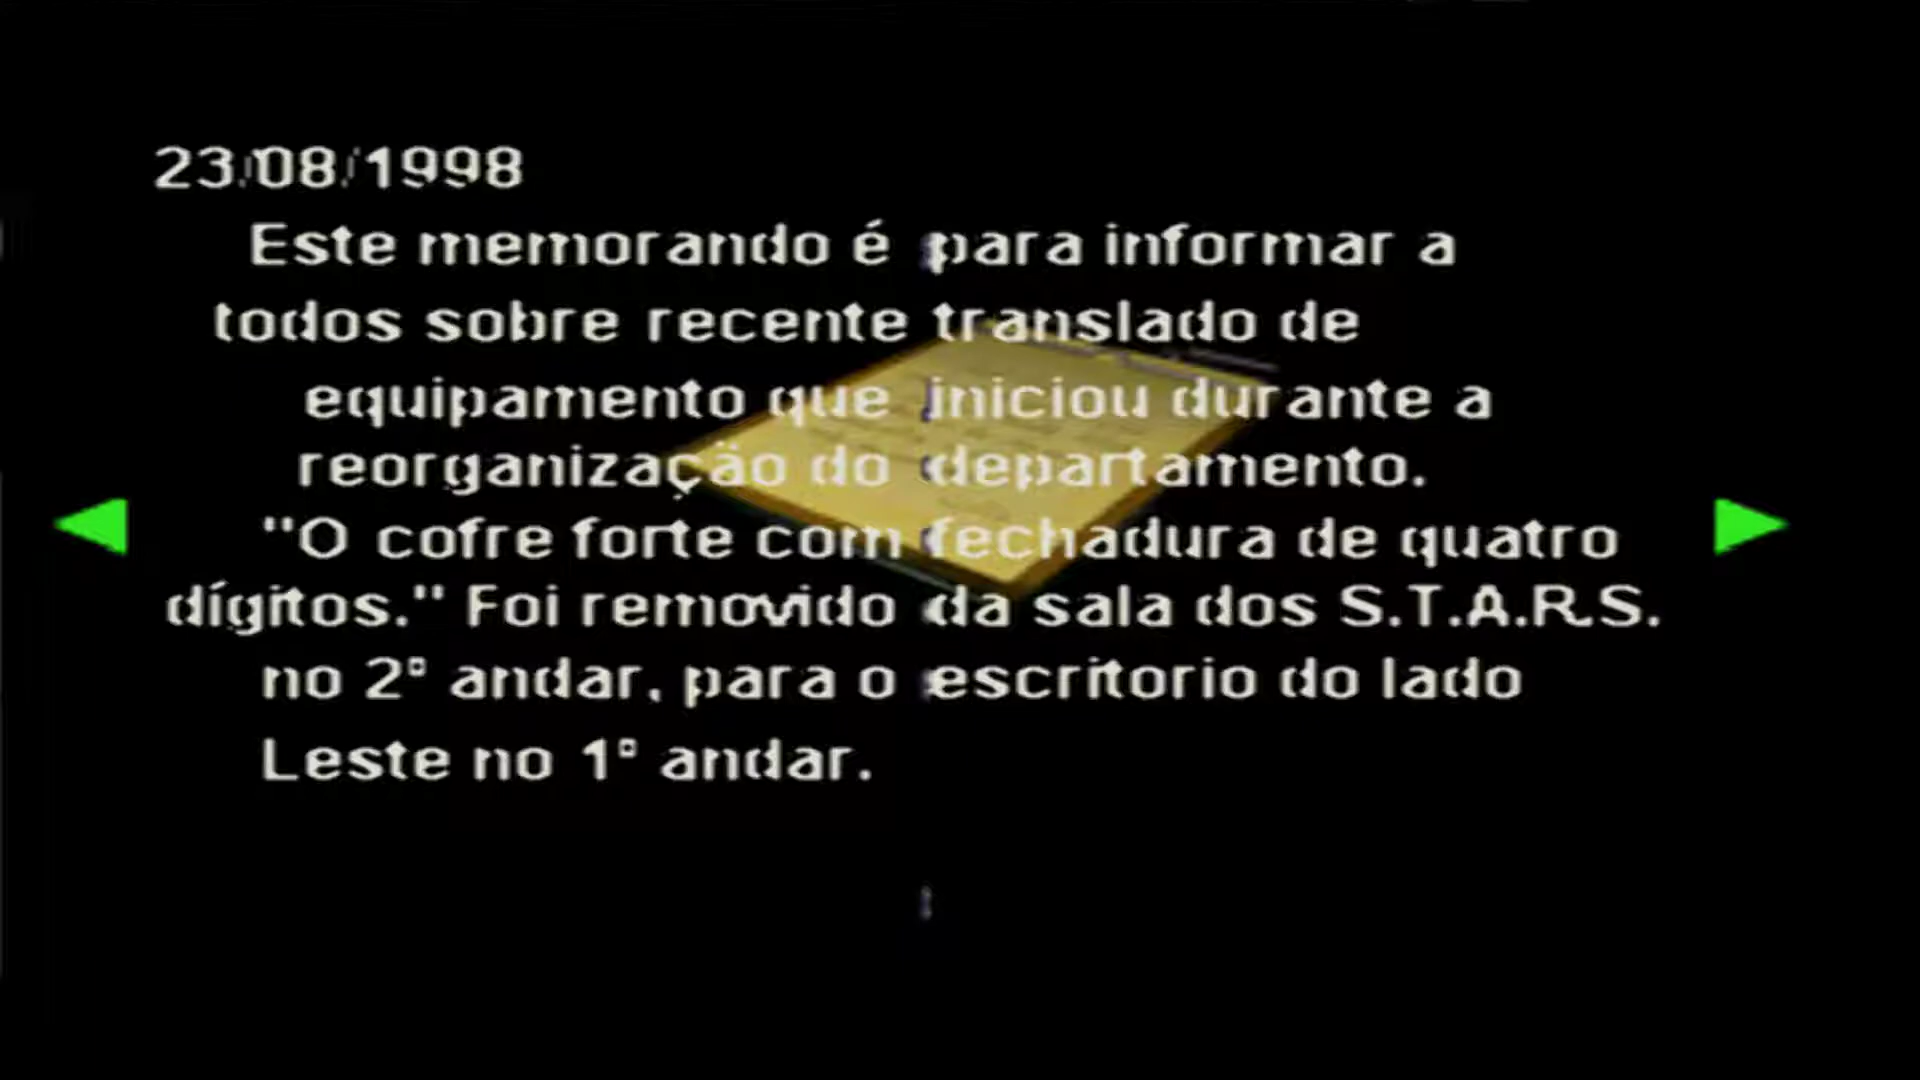 23/08/1998
Este memorando é para informar a
todos sobre recente translado de
equipamento que iniciou durante a
reorganização do departamento.
"O cofre forte com fechadura de quatro
dígitos." Foi removido da sala dos S.T.A.R.S.
no 2° andar, para o escritorio do lado
Leste no 1° andar.